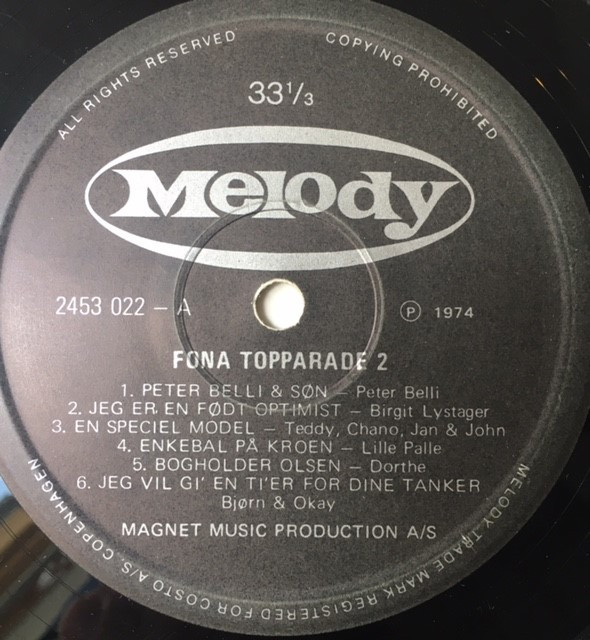 ALL RIGHTS RESERVED
COPYING PROHIBITED
33 1/3
Melody
2453 022 – A
Ⓟ 1974
FONA TOPPARADE 2
1. PETER BELLI & SØN – Peter Belli
2. JEG ER EN FØDT OPTIMIST – Birgit Lystager
3. EN SPECIEL MODEL – Teddy, Chano, Jan & John
4. ENKEBAL PÅ KROEN – Lille Palle
5. BOGHOLDER OLSEN – Dorthe
6. JEG VIL GI' EN TI'ER FOR DINE TANKER
Bjørn & Okay
MAGNET MUSIC PRODUCTION A/S
MELODY TRADE MARK REGISTERED FOR COSTO A/S, COPENHAGEN